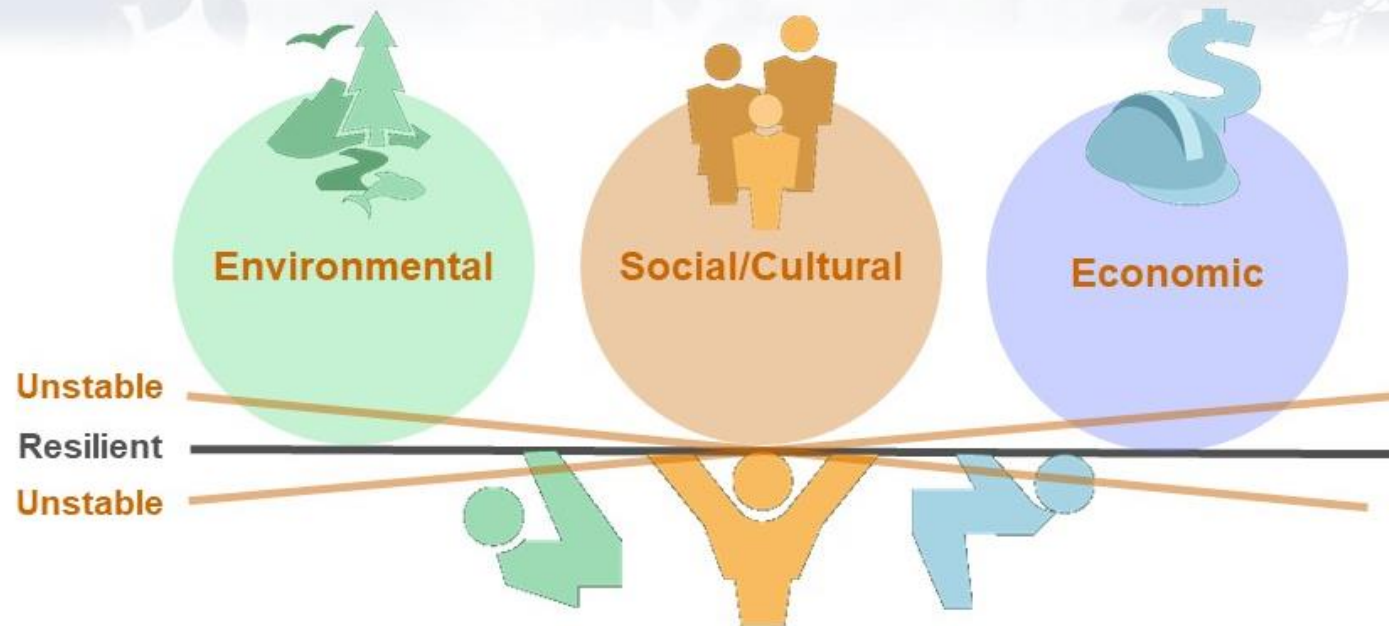 Environmental
Social/Cultural
Economic
Unstable
Resilient
Unstable
$